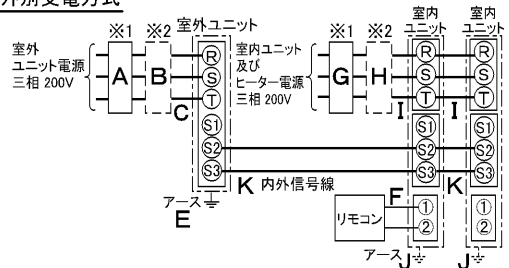 外別受電方式
※1 ※2 室外ユニット
室外
ユニット電源
三相 200V
A B C
R
S
T
S1
S2
S3
アース
E
K 内外信号線
※1 ※2
室内ユニット
及び
ヒーター電源
三相 200V
G H I
室内
ユニット
R
S
T
S1
S2
S3
①
②
リモコン
F
アース J
I
K
室内
ユニット
R
S
T
S1
S2
S3
①
②
J